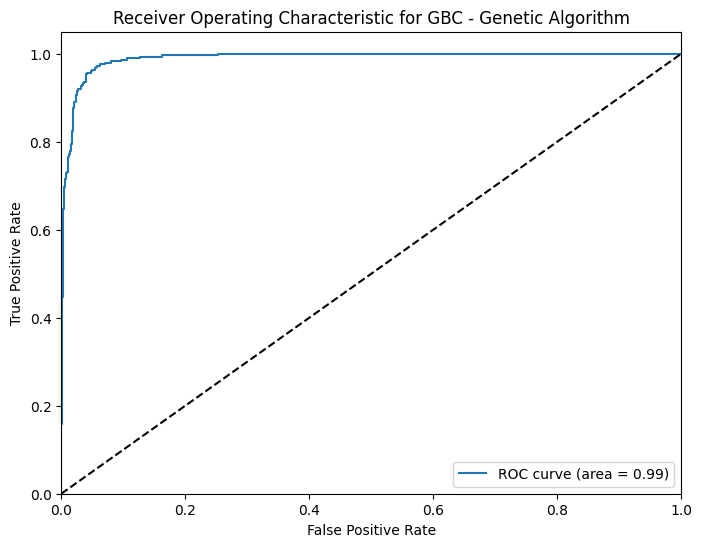 Receiver Operating Characteristic for GBC - Genetic Algorithm
1.0
0.8
0.6
0.4
0.2
0.0
True Positive Rate
ROC curve (area = 0.99)
0.0 0.2 0.4 0.6 0.8 1.0
False Positive Rate